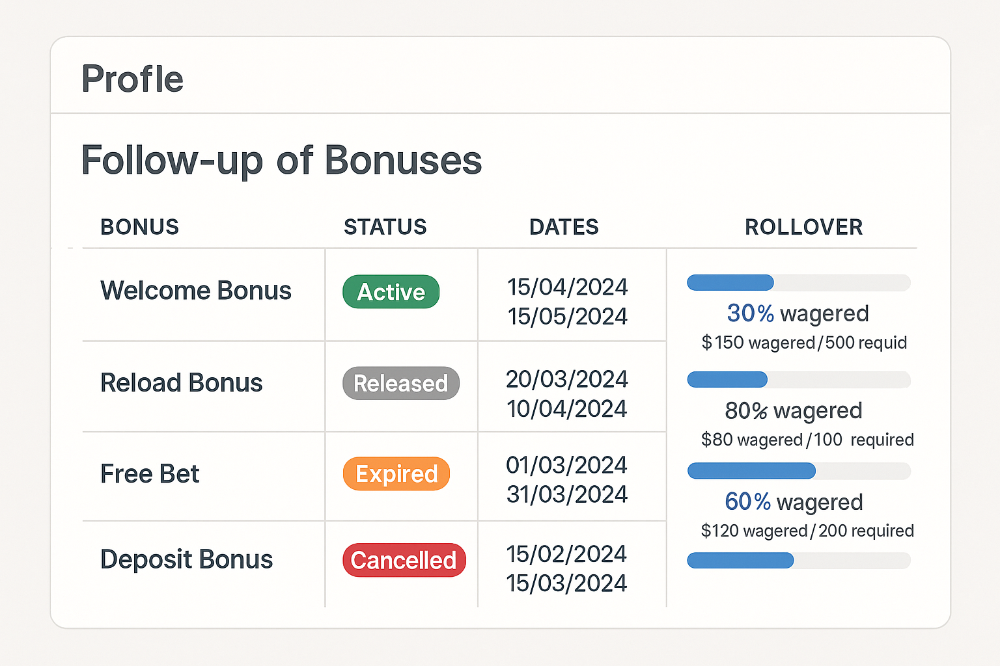 Profle
Follow-up of Bonuses
BONUS STATUS DATES ROLLOVER
Welcome Bonus Active 15/04/2024
15/05/2024
30% wagered
$150 wagered/500 requid
Reload Bonus Released 20/03/2024
10/04/2024
80% wagered
$80 wagered/100 required
Free Bet Expired 01/03/2024
31/03/2024
60% wagered
$120 wagered/200 required
Deposit Bonus Cancelled 15/02/2024
15/03/2024